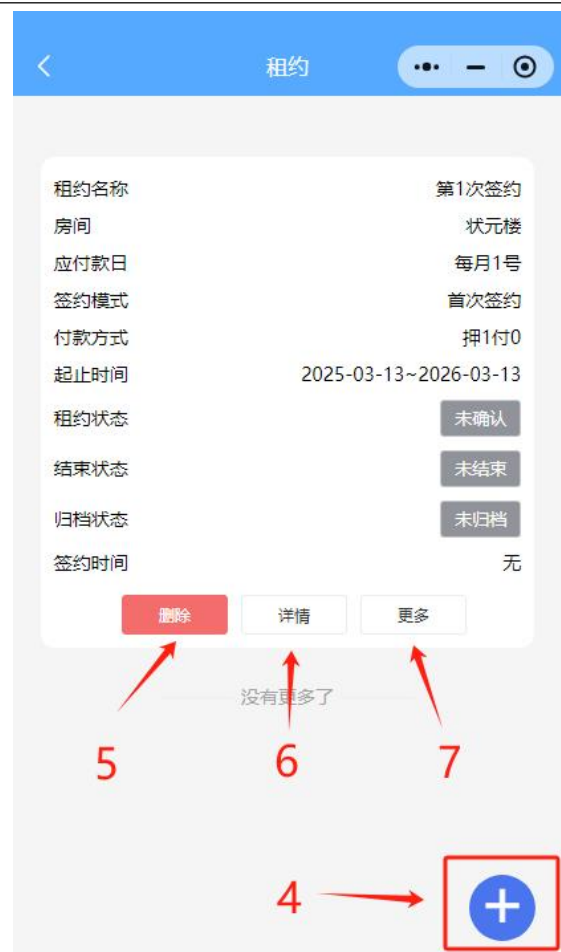 租约
租约名称 第1次签约
房间 状元楼
应付款日 每月1号
签约模式 首次签约
付款方式 押1付0
起止时间 2025-03-13~2026-03-13
租约状态 未确认
结束状态 未结束
归档状态 未归档
签约时间 无
删除 详情 更多
没有更多了
5 6 7
4